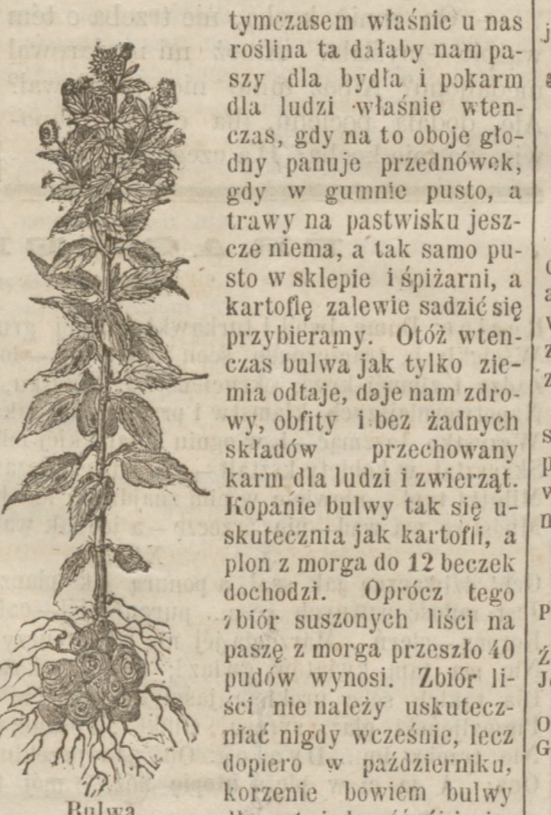 tymczasem właśnie u nas
roślina ta dałaby nam pa-
szy dla bydła i pokarm
dla ludzi właśnie wten-
czas, gdy na to oboje gło-
dny panuje przednówek,
gdy w gumnie pusto, a
trawy na pastwisku jesz-
cze niema, a tak samo pu-
sto w sklepie i śpiżarni, a
kartoflę zalewie sadzić się
przybieramy. Otóż wten-
czas bulwa jak tylko zie-
mia odtaje, daje nam zdro-
wy, obfity i bez żadnych
składów przechowany
karm dla ludzi i zwierząt.
Kopanie bulwy tak się u-
skutecznia jak kartofli, a
plon z morga do 12 beczek
dochodzi. Oprócz tego
zbiór suszonych liści na
paszę z morga przeszło 40
pudów wynosi. Zbiór li-
ści nie należy uskutecz-
niać nigdy wcześnie, lecz
dopiero w październiku,
korzenie bowiem bulwy
Bulwa